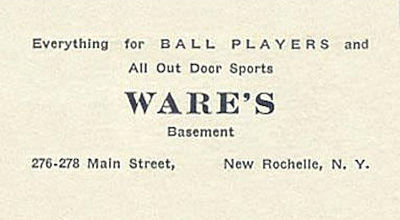 Everything for BALL PLAYERS and
All Out Door Sports
WARE'S
Basement
276-278 Main Street, New Rochelle, N. Y.